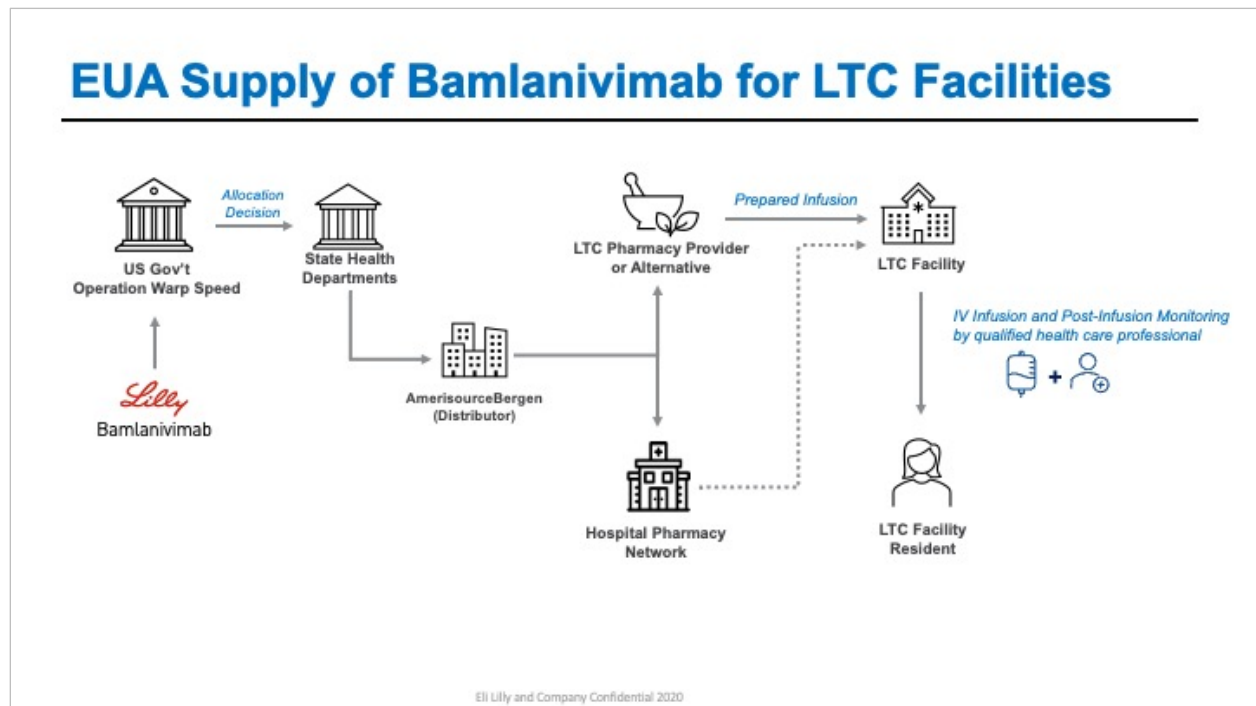 EUA Supply of Bamlanivimab for LTC Facilities
Allocation
Decision
US Gov't
Operation Warp Speed
State Health
Departments
Lilly
Bamlanivimab
AmerisourceBergen
(Distributor)
LTC Pharmacy Provider
or Alternative
Prepared Infusion
LTC Facility
Hospital Pharmacy
Network
IV Infusion and Post-Infusion Monitoring
by qualified health care professional
+
LTC Facility
Resident
Eli Lilly and Company Confidential 2020